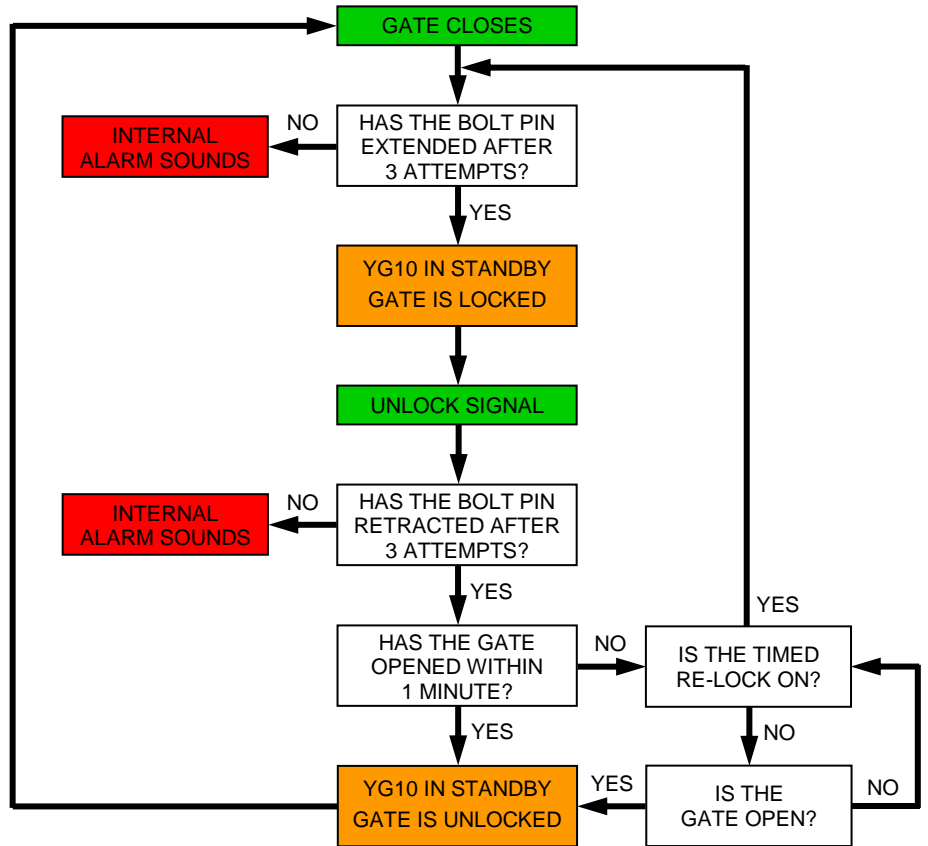 GATE CLOSES
HAS THE BOLT PIN
EXTENDED AFTER
3 ATTEMPTS?
NO
INTERNAL
ALARM SOUNDS
YES
YG10 IN STANDBY
GATE IS LOCKED
UNLOCK SIGNAL
HAS THE BOLT PIN
RETRACTED AFTER
3 ATTEMPTS?
NO
INTERNAL
ALARM SOUNDS
YES
HAS THE GATE
OPENED WITHIN
1 MINUTE?
NO
IS THE TIMED
RE-LOCK ON?
YES
YES
NO
YG10 IN STANDBY
GATE IS UNLOCKED
YES
IS THE
GATE OPEN?
NO